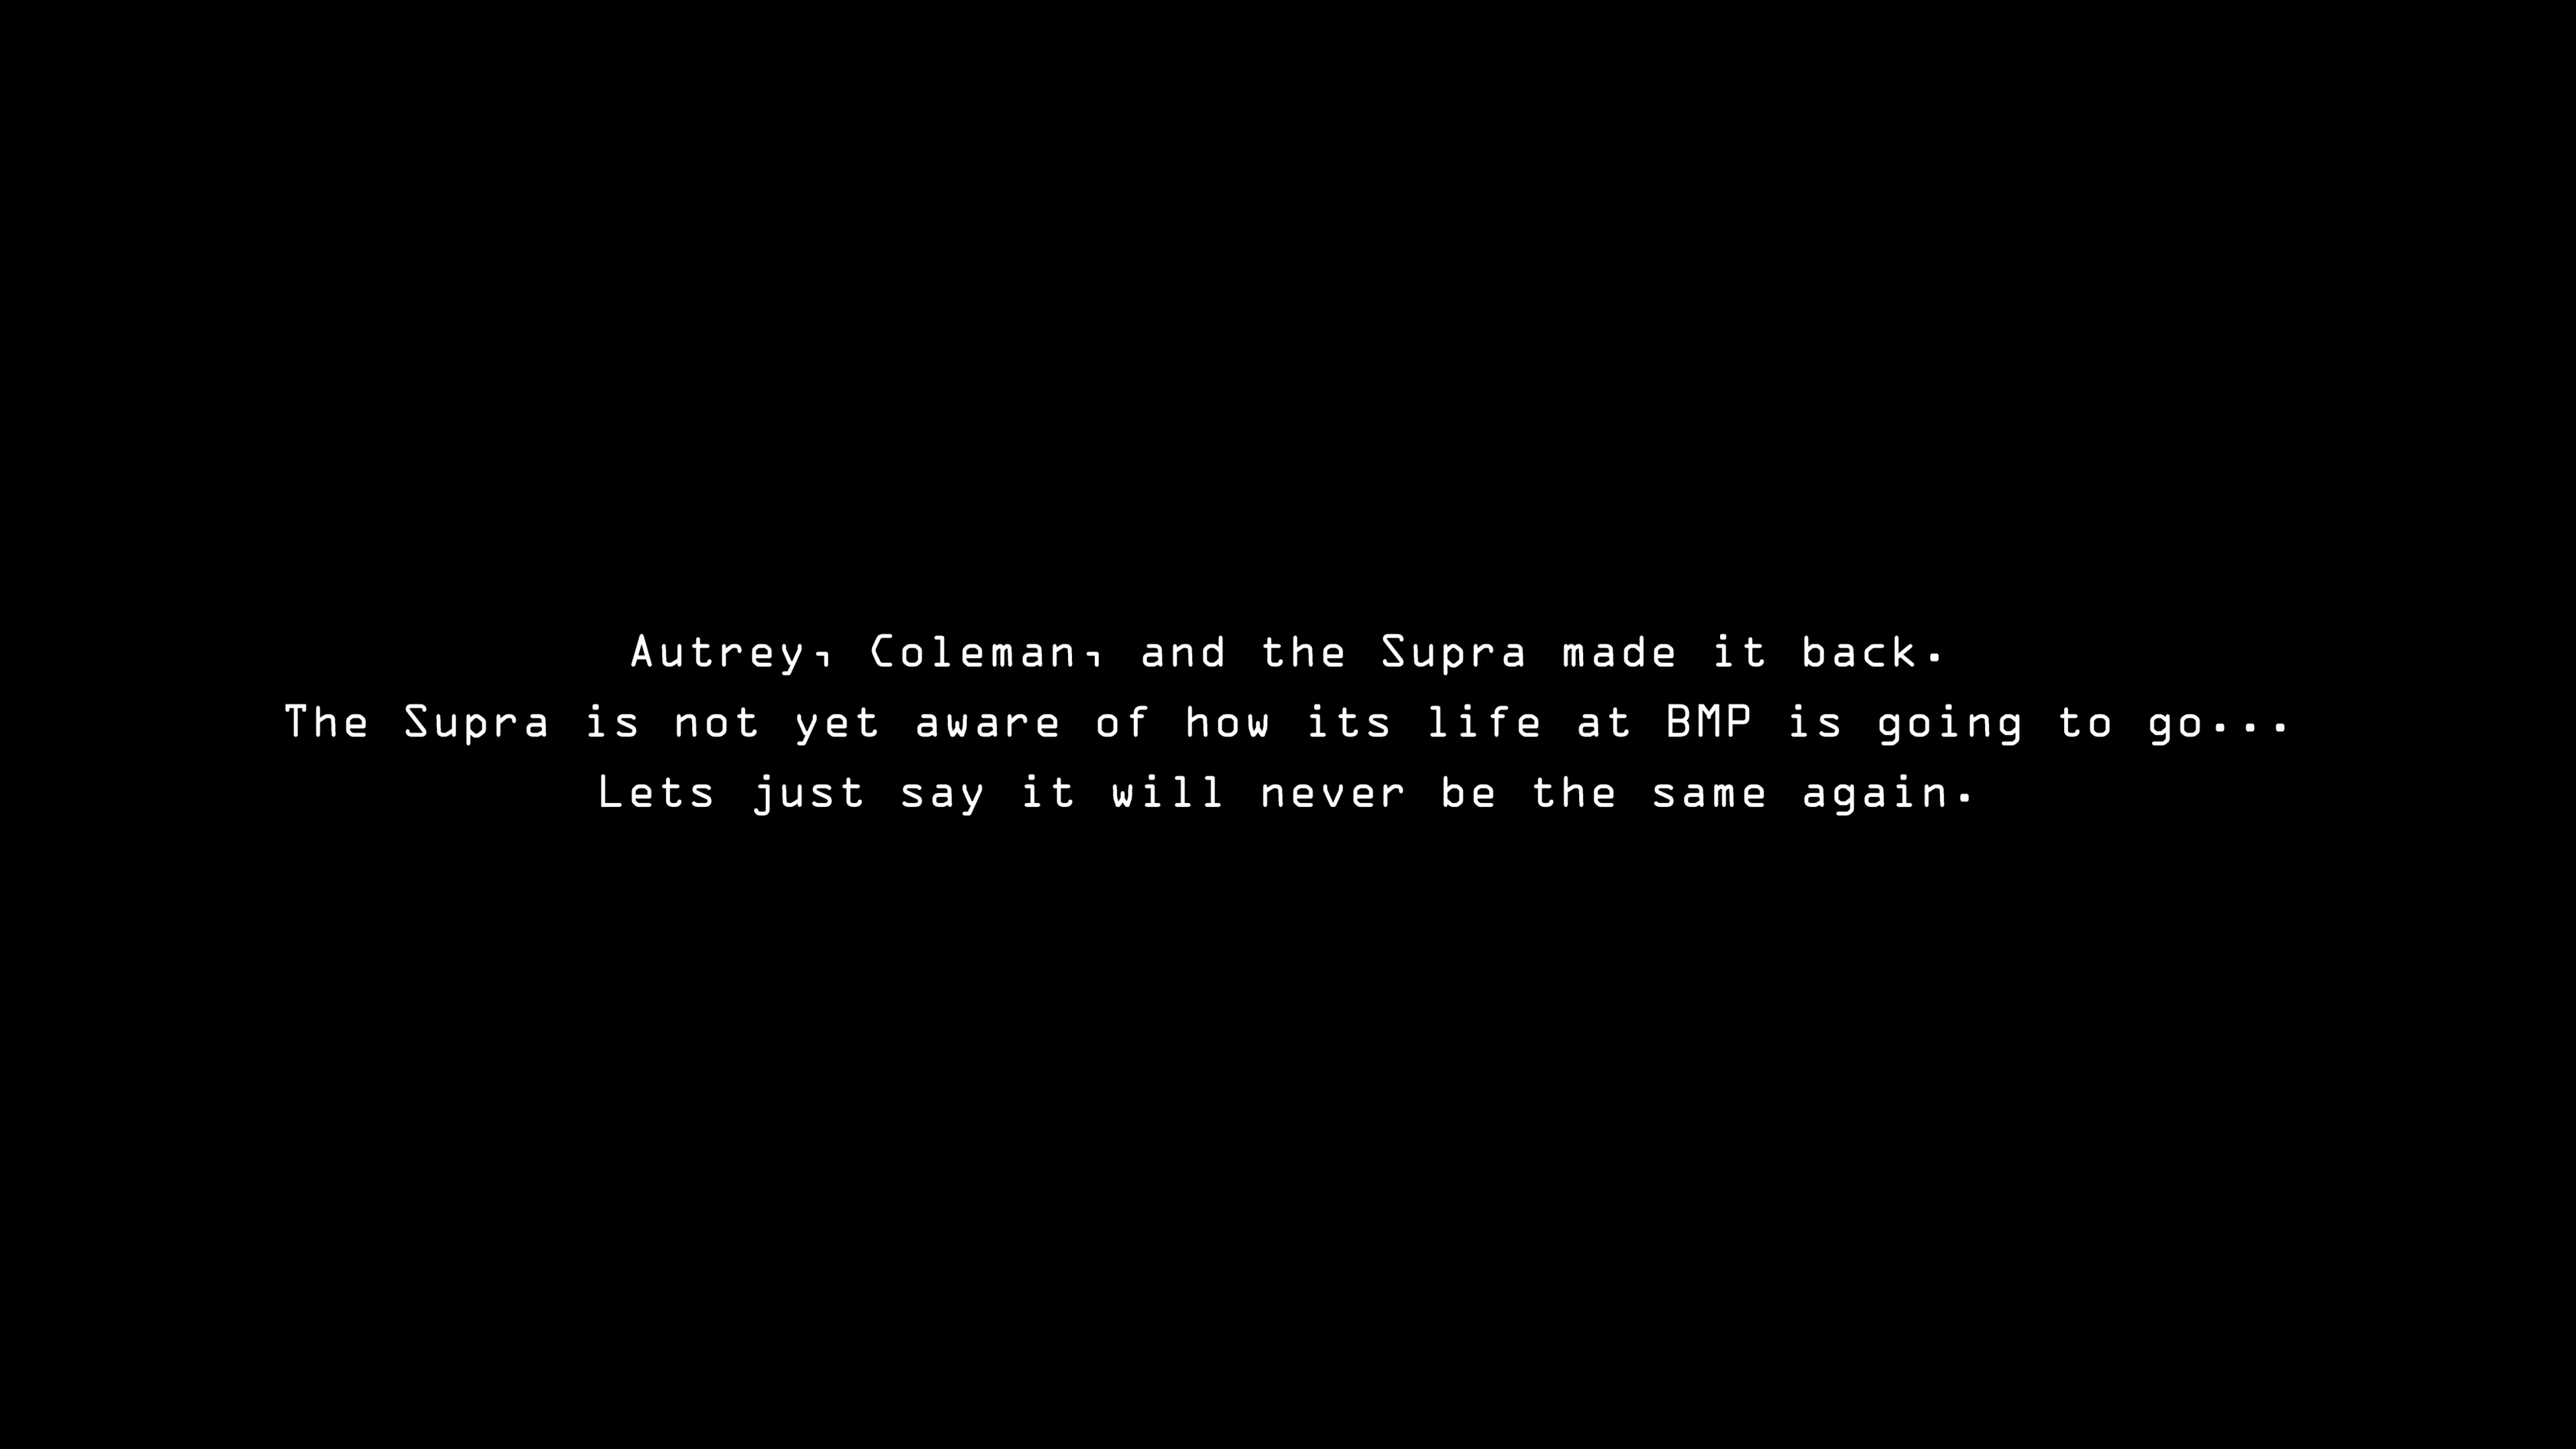 Autrey, Coleman, and the Supra made it back.
The Supra is not yet aware of how its life at BMP is going to go...
Lets just say it will never be the same again.